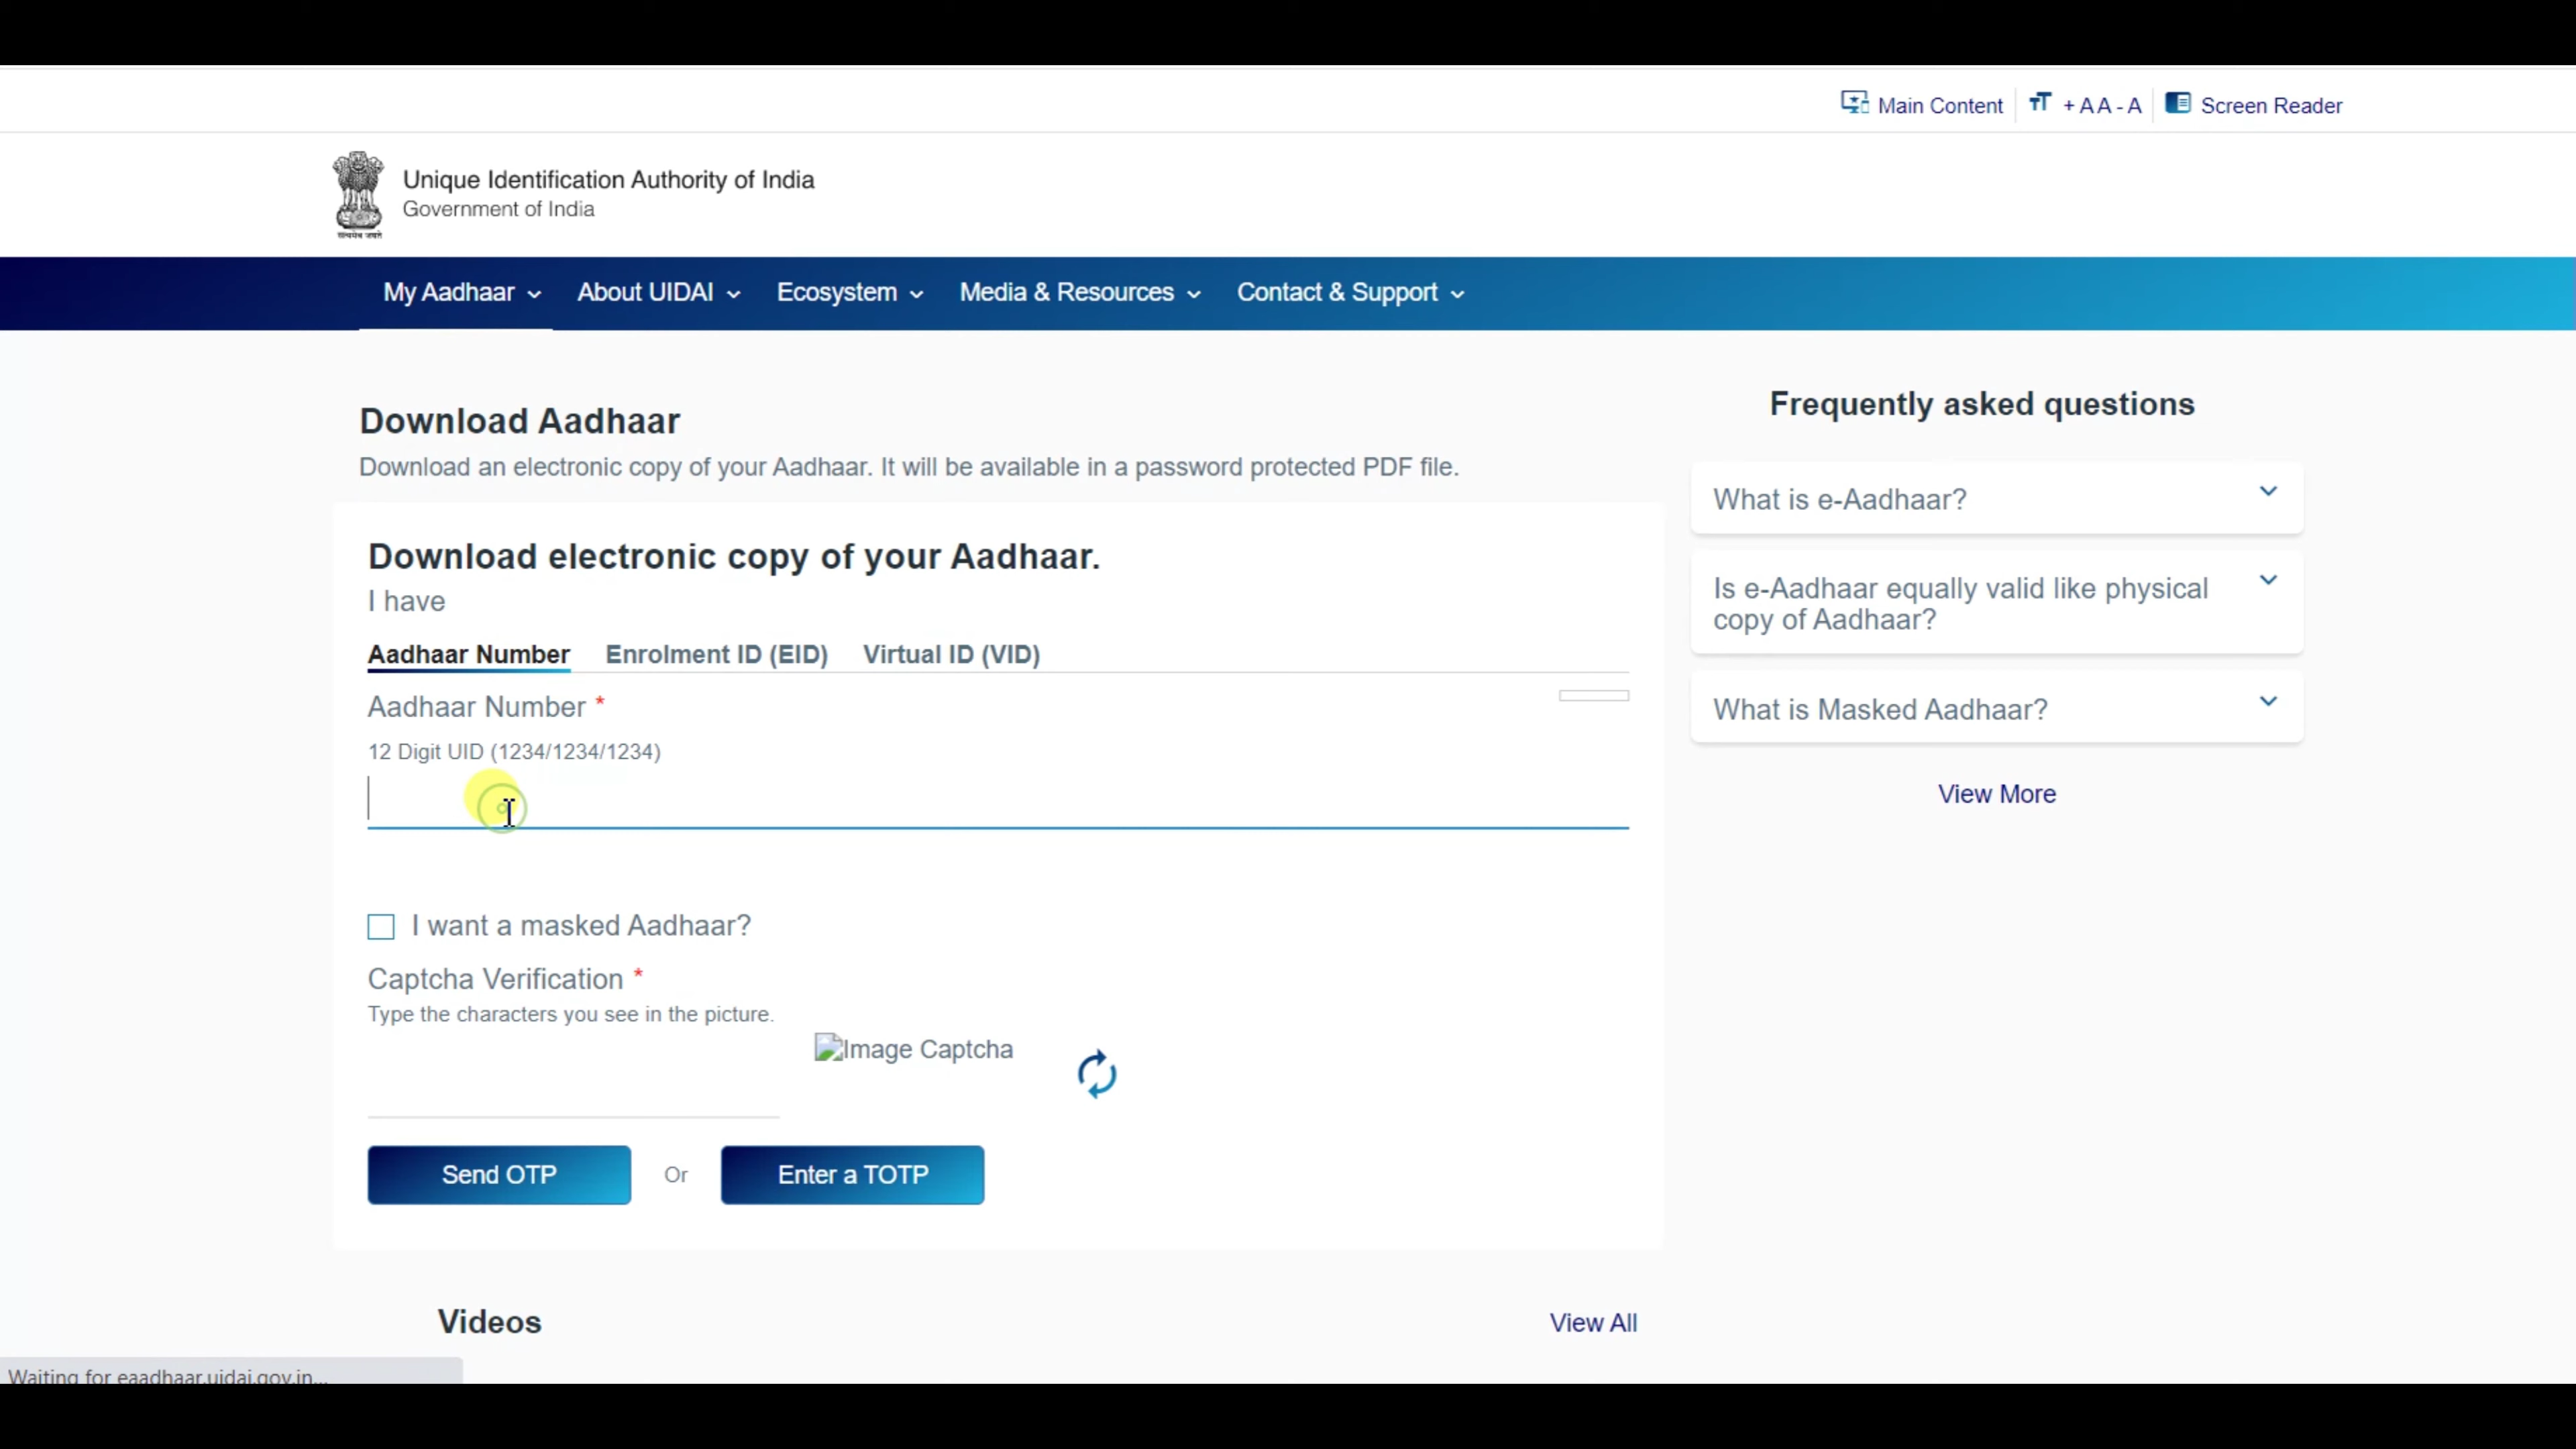 Main Content
+ A A - A
Screen Reader
Unique Identification Authority of India
Government of India
सत्यमेव जयते
My Aadhaar
About UIDAI
Ecosystem
Media & Resources
Contact & Support
Download Aadhaar
Download an electronic copy of your Aadhaar. It will be available in a password protected PDF file.
Download electronic copy of your Aadhaar.
I have
Aadhaar Number
Enrolment ID (EID)
Virtual ID (VID)
Aadhaar Number *
12 Digit UID (1234/1234/1234)
I want a masked Aadhaar?
Captcha Verification *
Type the characters you see in the picture.
Image Captcha
Send OTP
Or
Enter a TOTP
Frequently asked questions
What is e-Aadhaar?
Is e-Aadhaar equally valid like physical
copy of Aadhaar?
What is Masked Aadhaar?
View More
Videos
View All
Waiting for eaadhaar.uidai.gov.in...